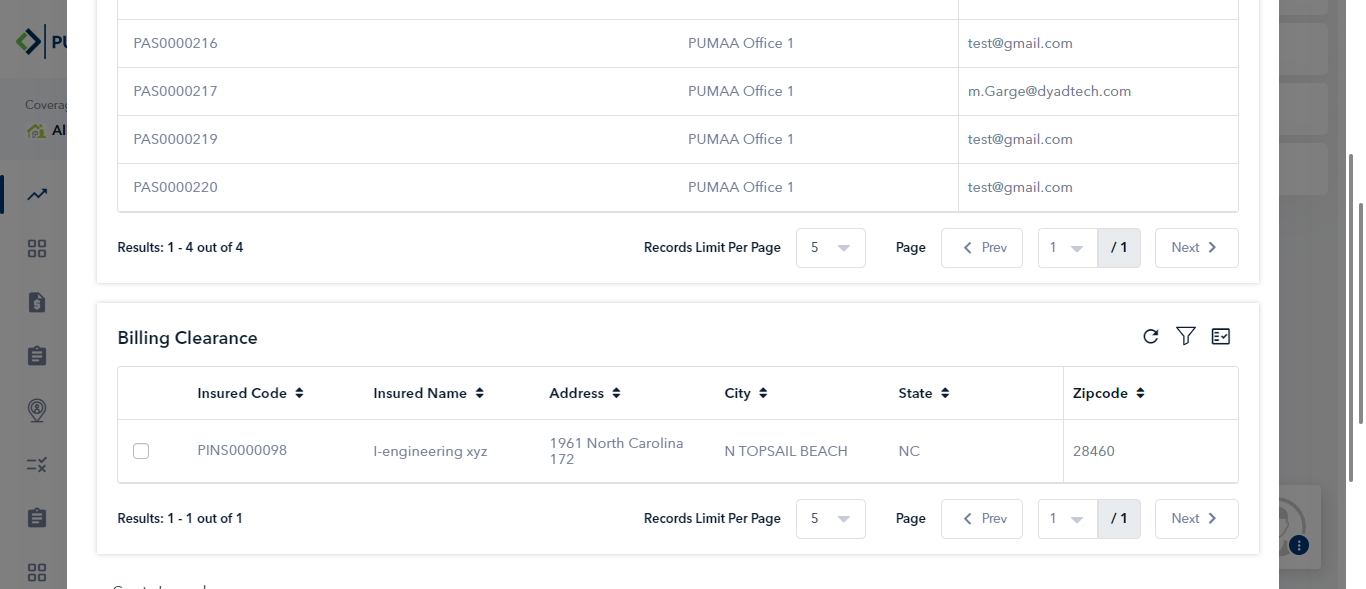 PAS0000216 PUMAA Office 1 test@gmail.com
PAS0000217 PUMAA Office 1 m.Garge@dyadtech.com
PAS0000219 PUMAA Office 1 test@gmail.com
PAS0000220 PUMAA Office 1 test@gmail.com
Results: 1 - 4 out of 4 Records Limit Per Page 5 Page Prev 1 / 1 Next
Billing Clearance
Insured Code Insured Name Address City State Zipcode
PINS0000098 I-engineering xyz 1961 North Carolina N TOPSAIL BEACH NC 28460
172
Results: 1 - 1 out of 1 Records Limit Per Page 5 Page Prev 1 / 1 Next